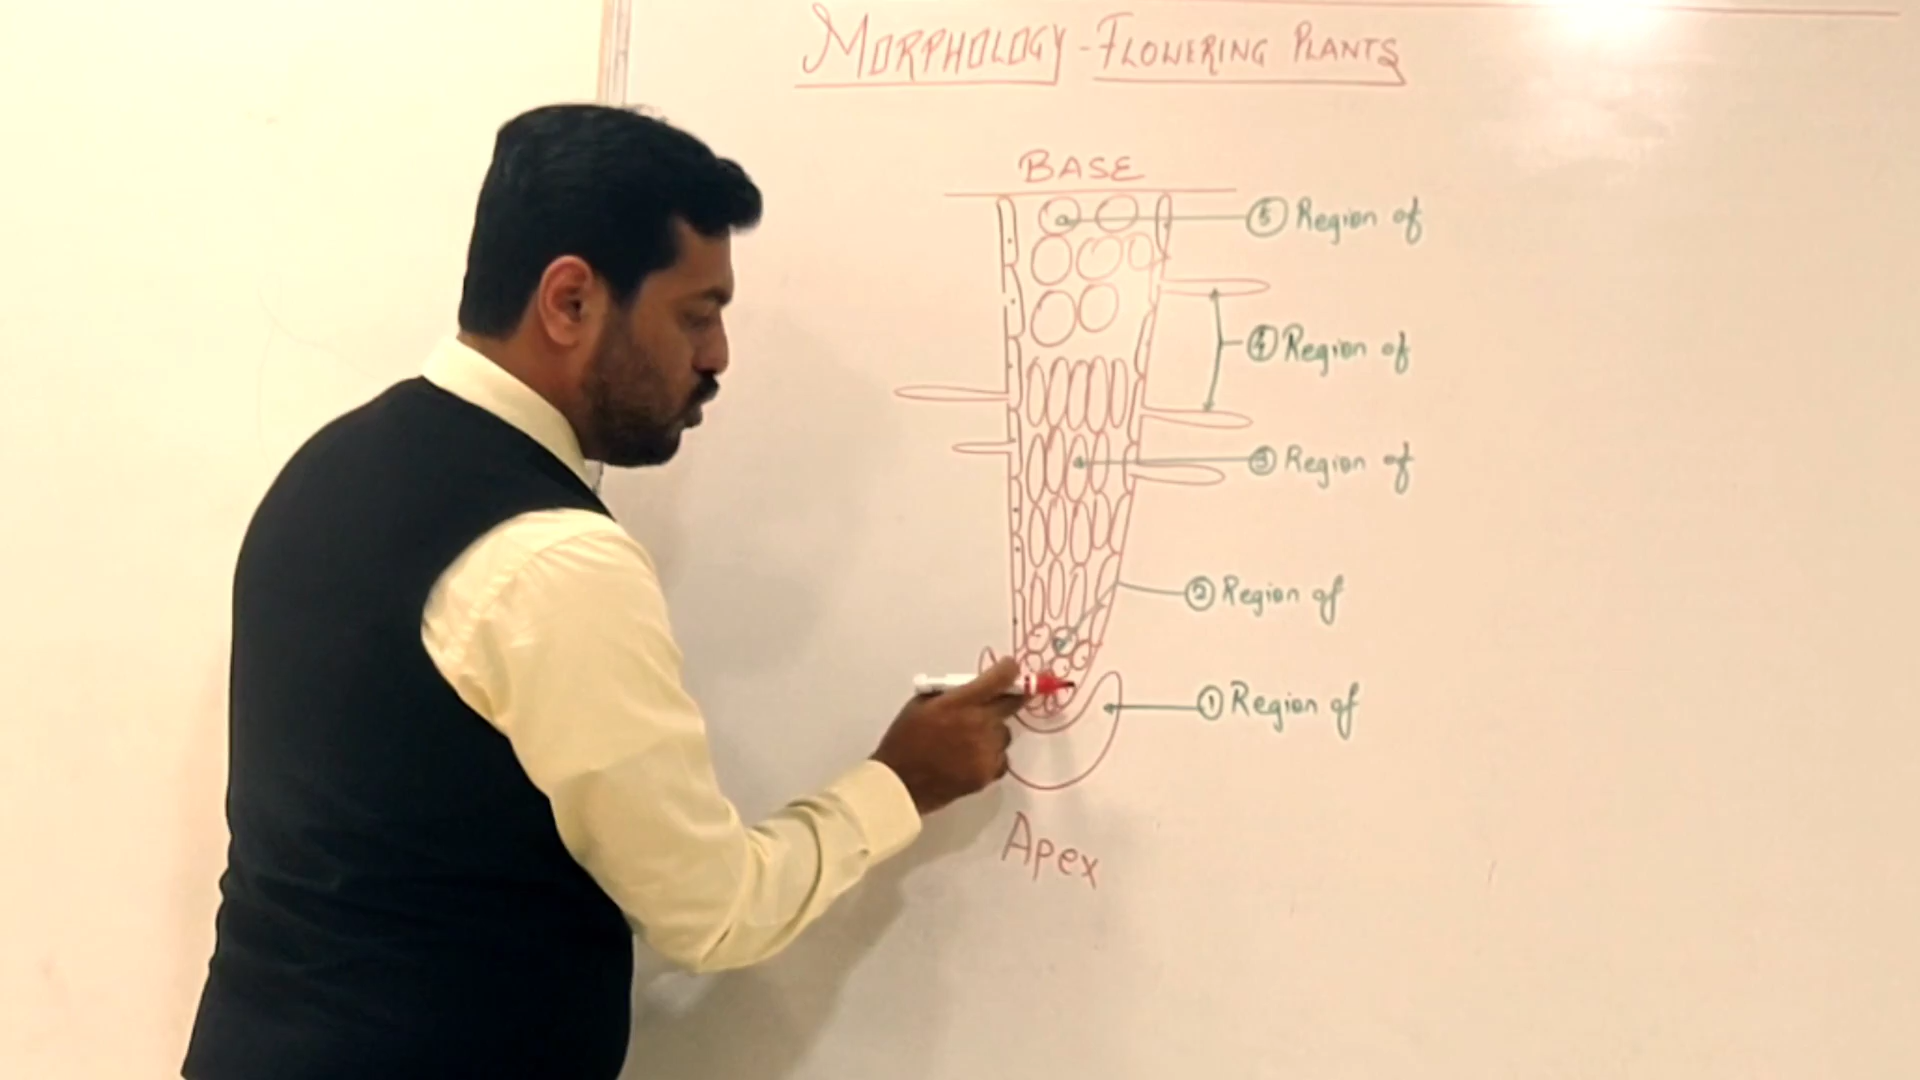 MORPHOLOGY - FLOWERING PLANTS
BASE
⑤ Region of
④ Region of
③ Region of
② Region of
① Region of
Apex